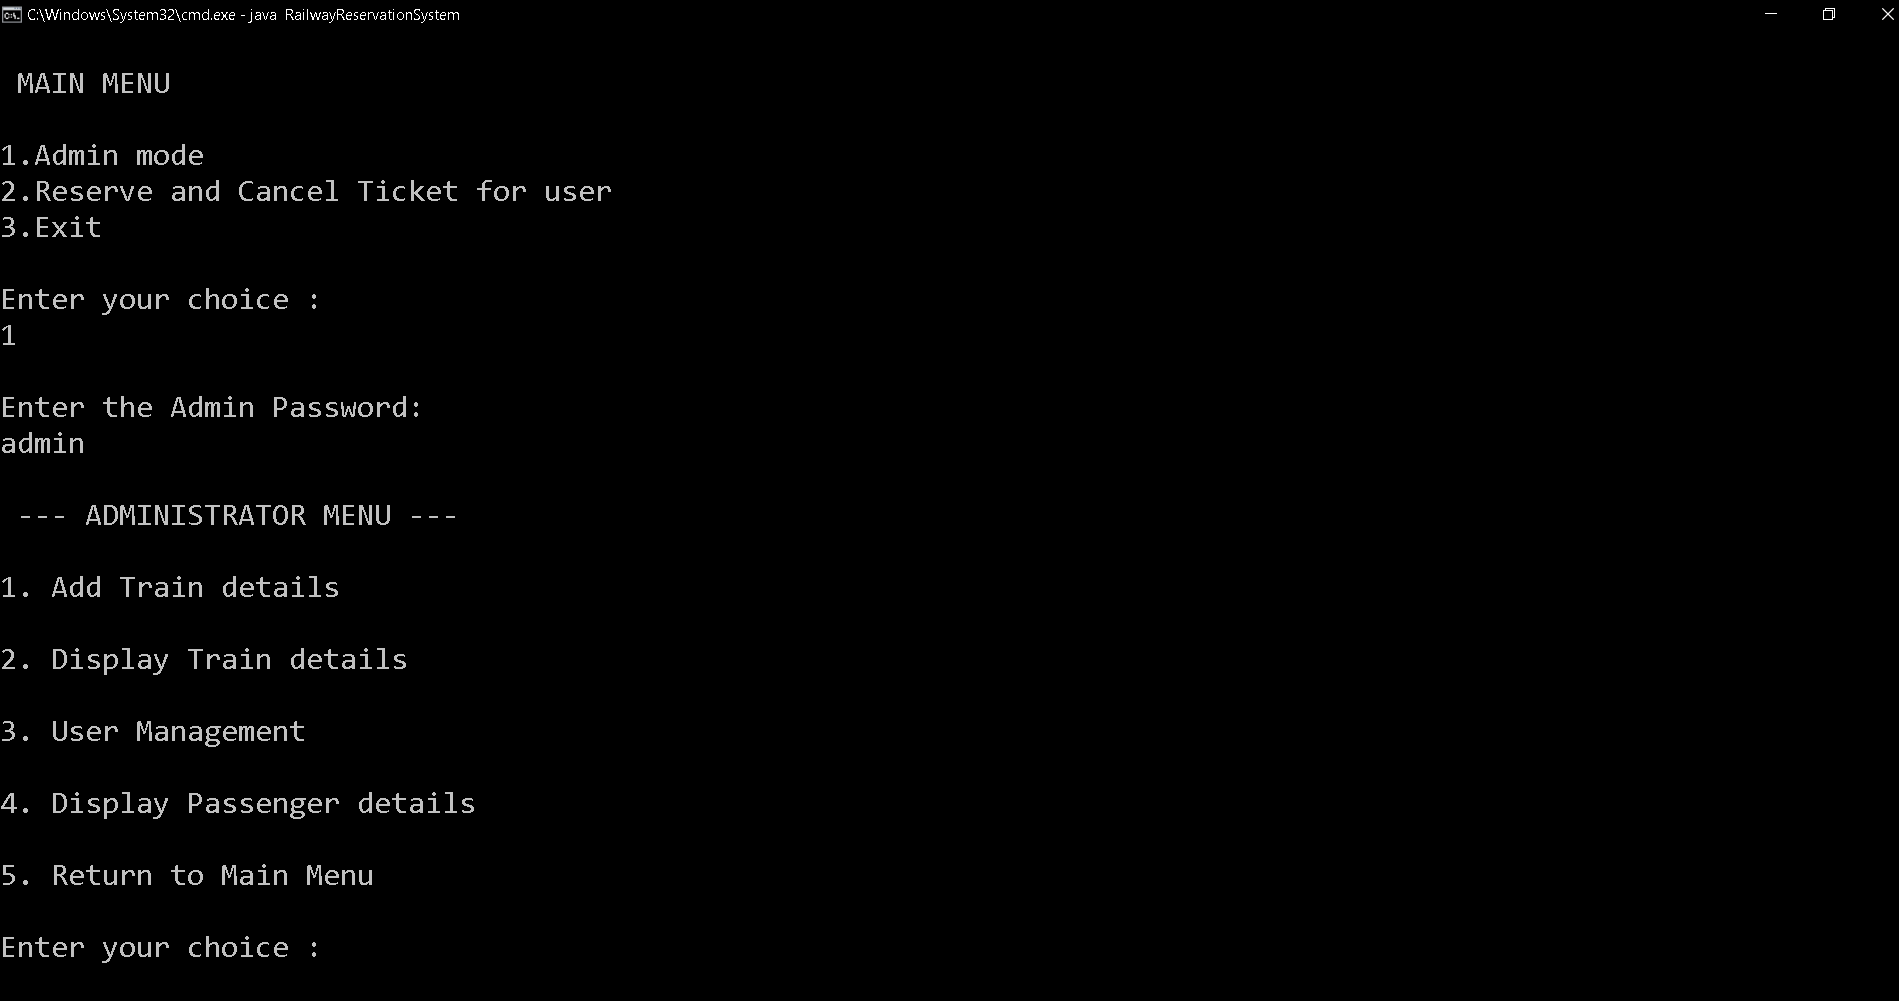 C:\Windows\System32\cmd.exe - java  RailwayReservationSystem
MAIN MENU
1.Admin mode
2.Reserve and Cancel Ticket for user
3.Exit
Enter your choice :
1
Enter the Admin Password:
admin
--- ADMINISTRATOR MENU ---
1. Add Train details
2. Display Train details
3. User Management
4. Display Passenger details
5. Return to Main Menu
Enter your choice :